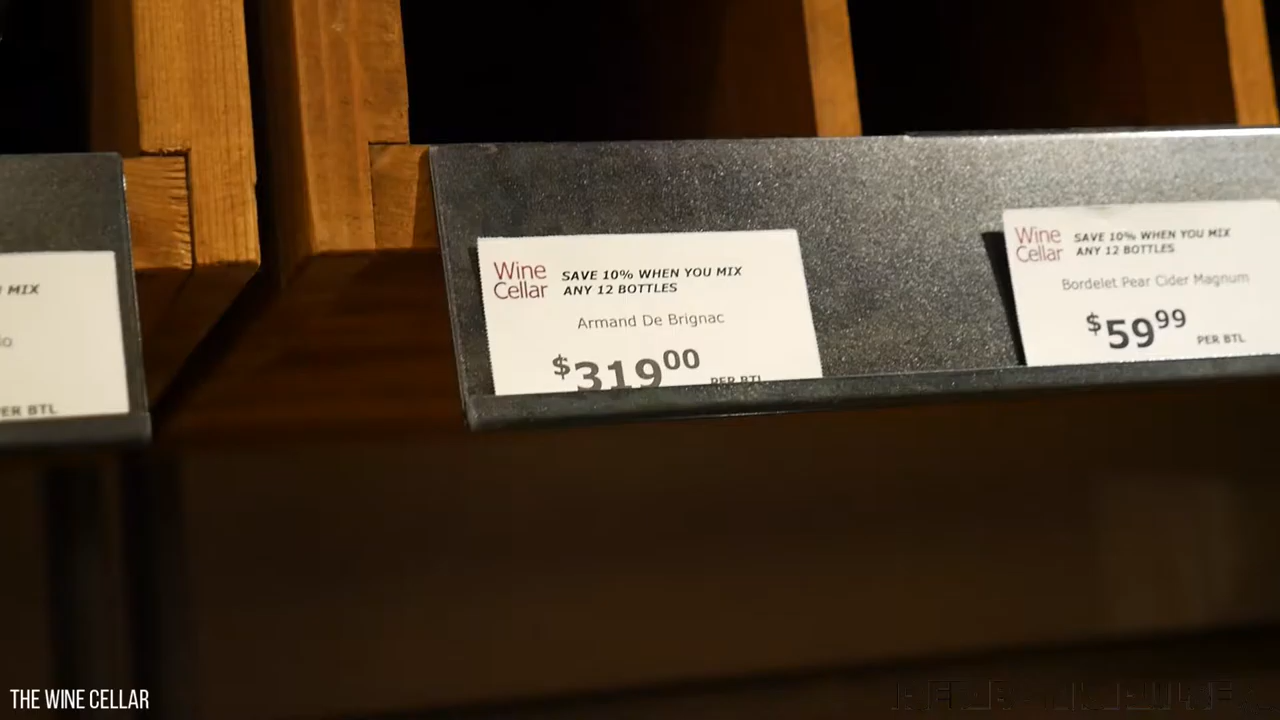 MIX
PER BTL
Wine
Cellar
SAVE 10% WHEN YOU MIX
ANY 12 BOTTLES
Armand De Brignac
$319.00 PER BTL
Wine
Cellar
SAVE 10% WHEN YOU MIX
ANY 12 BOTTLES
Bordelet Pear Cider Magnum
$59.99 PER BTL
THE WINE CELLAR